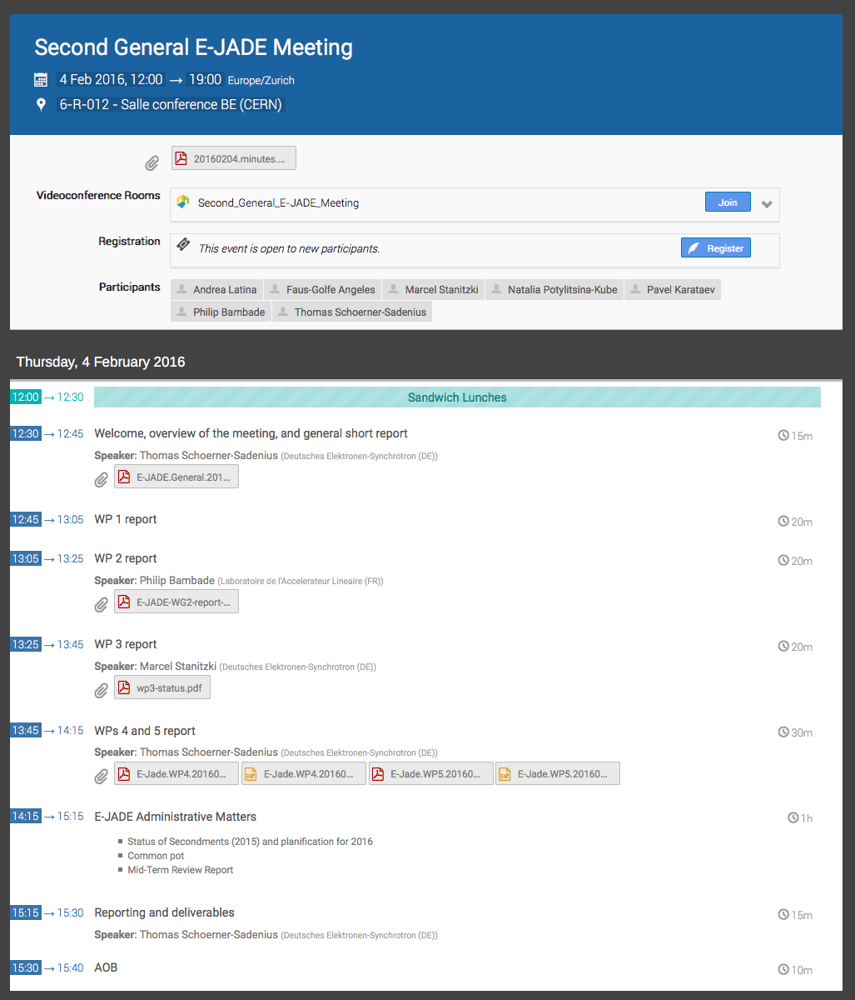 Second General E-JADE Meeting
4 Feb 2016, 12:00 → 19:00 Europe/Zurich
6-R-012 - Salle conference BE (CERN)
20160204.minutes....
Videoconference Rooms
Second_General_E-JADE_Meeting
Join
Registration
This event is open to new participants.
Register
Participants
Andrea Latina Faus-Golfe Angeles Marcel Stanitzki Natalia Potylitsina-Kube Pavel Karataev
Philip Bambade Thomas Schoerner-Sadenius
Thursday, 4 February 2016
12:00 → 12:30 Sandwich Lunches
12:30 → 12:45 Welcome, overview of the meeting, and general short report 15m
Speaker: Thomas Schoerner-Sadenius (Deutsches Elektronen-Synchrotron (DE))
E-JADE.General.201...
12:45 → 13:05 WP 1 report 20m
13:05 → 13:25 WP 2 report 20m
Speaker: Philip Bambade (Laboratoire de l'Accelerateur Lineaire (FR))
E-JADE-WG2-report-...
13:25 → 13:45 WP 3 report 20m
Speaker: Marcel Stanitzki (Deutsches Elektronen-Synchrotron (DE))
wp3-status.pdf
13:45 → 14:15 WPs 4 and 5 report 30m
Speaker: Thomas Schoerner-Sadenius (Deutsches Elektronen-Synchrotron (DE))
E-Jade.WP4.20160... E-Jade.WP4.20160... E-Jade.WP5.20160... E-Jade.WP5.20160...
14:15 → 15:15 E-JADE Administrative Matters 1h
Status of Secondments (2015) and planification for 2016
Common pot
Mid-Term Review Report
15:15 → 15:30 Reporting and deliverables 15m
Speaker: Thomas Schoerner-Sadenius (Deutsches Elektronen-Synchrotron (DE))
15:30 → 15:40 AOB 10m